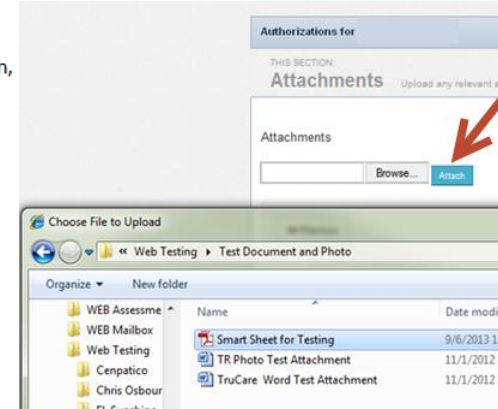 Authorizations for
THIS SECTION:
Attachments Upload any relevant
Attachments
Browse... Attach
Choose File to Upload
« Web Testing Test Document and Photo
Organize New folder
WEB Assessme Name Date modi
WEB Mailbox Smart Sheet for Testing 9/6/2013 1
Web Testing TR Photo Test Attachment 11/1/2012
Cenpatico TruCare Word Test Attachment 11/1/2012
Chris Osbour